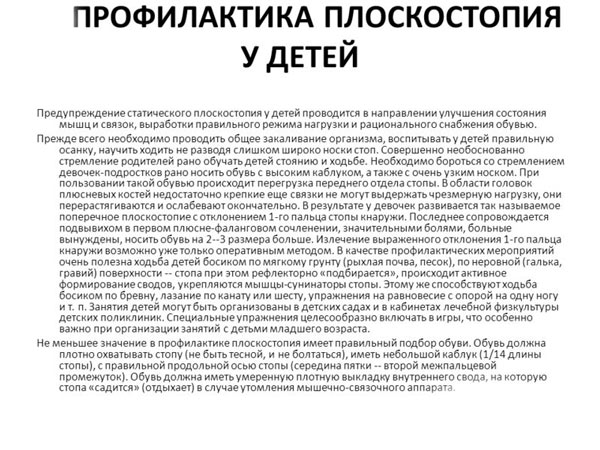 ПРОФИЛАКТИКА ПЛОСКОСТОПИЯ
У ДЕТЕЙ
Предупреждение статического плоскостопия у детей проводится в направлении улучшения состояния
мышц и связок, выработки правильного режима нагрузки и рационального снабжения обувью.
Прежде всего необходимо проводить общее закаливание организма, воспитывать у детей правильную
осанку, научить ходить не разводя слишком широко носки стоп. Совершенно необоснованно
стремление родителей рано обучать детей стоянию и ходьбе. Необходимо бороться со стремлением
девочек-подростков рано носить обувь с высоким каблуком, а также с очень узким носком. При
пользовании такой обувью происходит перегрузка переднего отдела стопы. В области головок
плюсневых костей недостаточно крепкие еще связки не могут выдержать чрезмерную нагрузку, они
перерастягиваются и ослабевают окончательно. В результате у девочек развивается так называемое
поперечное плоскостопие с отклонением 1-го пальца стопы кнаружи. Последнее сопровождается
подвывихом в первом плюсне-фаланговом сочленении, значительными болями, больные
вынуждены, носить обувь на 2--3 размера больше. Излечение выраженного отклонения 1-го пальца
кнаружи возможно уже только оперативным методом. В качестве профилактических мероприятий
очень полезна ходьба детей босиком по мягкому грунту (рыхлая почва, песок), по неровной (галька,
гравий) поверхности -- стопа при этом рефлекторно «подбирается», происходит активное
формирование сводов, укрепляются мышцы-супинаторы стопы. Этому же способствуют ходьба
босиком по бревну, лазание по канату или шесту, упражнения на равновесие с опорой на одну ногу
и т. п. Занятия детей могут быть организованы в детских садах и в кабинетах лечебной физкультуры
детских поликлиник. Специальные упражнения целесообразно включать в игры, что особенно
важно при организации занятий с детьми младшего возраста.
Не меньшее значение в профилактике плоскостопия имеет правильный подбор обуви. Обувь должна
плотно охватывать стопу (не быть тесной, и не болтаться), иметь небольшой каблук (1/14 длины
стопы), с правильной продольной осью стопы (середина пятки -- второй межпальцевой
промежуток). Обувь должна иметь умеренную плотную выкладку внутреннего свода, на которую
стопа «садится» (отдыхает) в случае утомления мышечно-связочного аппарата.